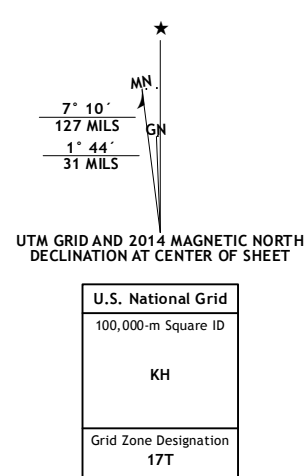 MN
7° 10´
127 MILS
GN
1° 44´
31 MILS
UTM GRID AND 2014 MAGNETIC NORTH
DECLINATION AT CENTER OF SHEET
U.S. National Grid
100,000-m Square ID
KH
Grid Zone Designation
17T